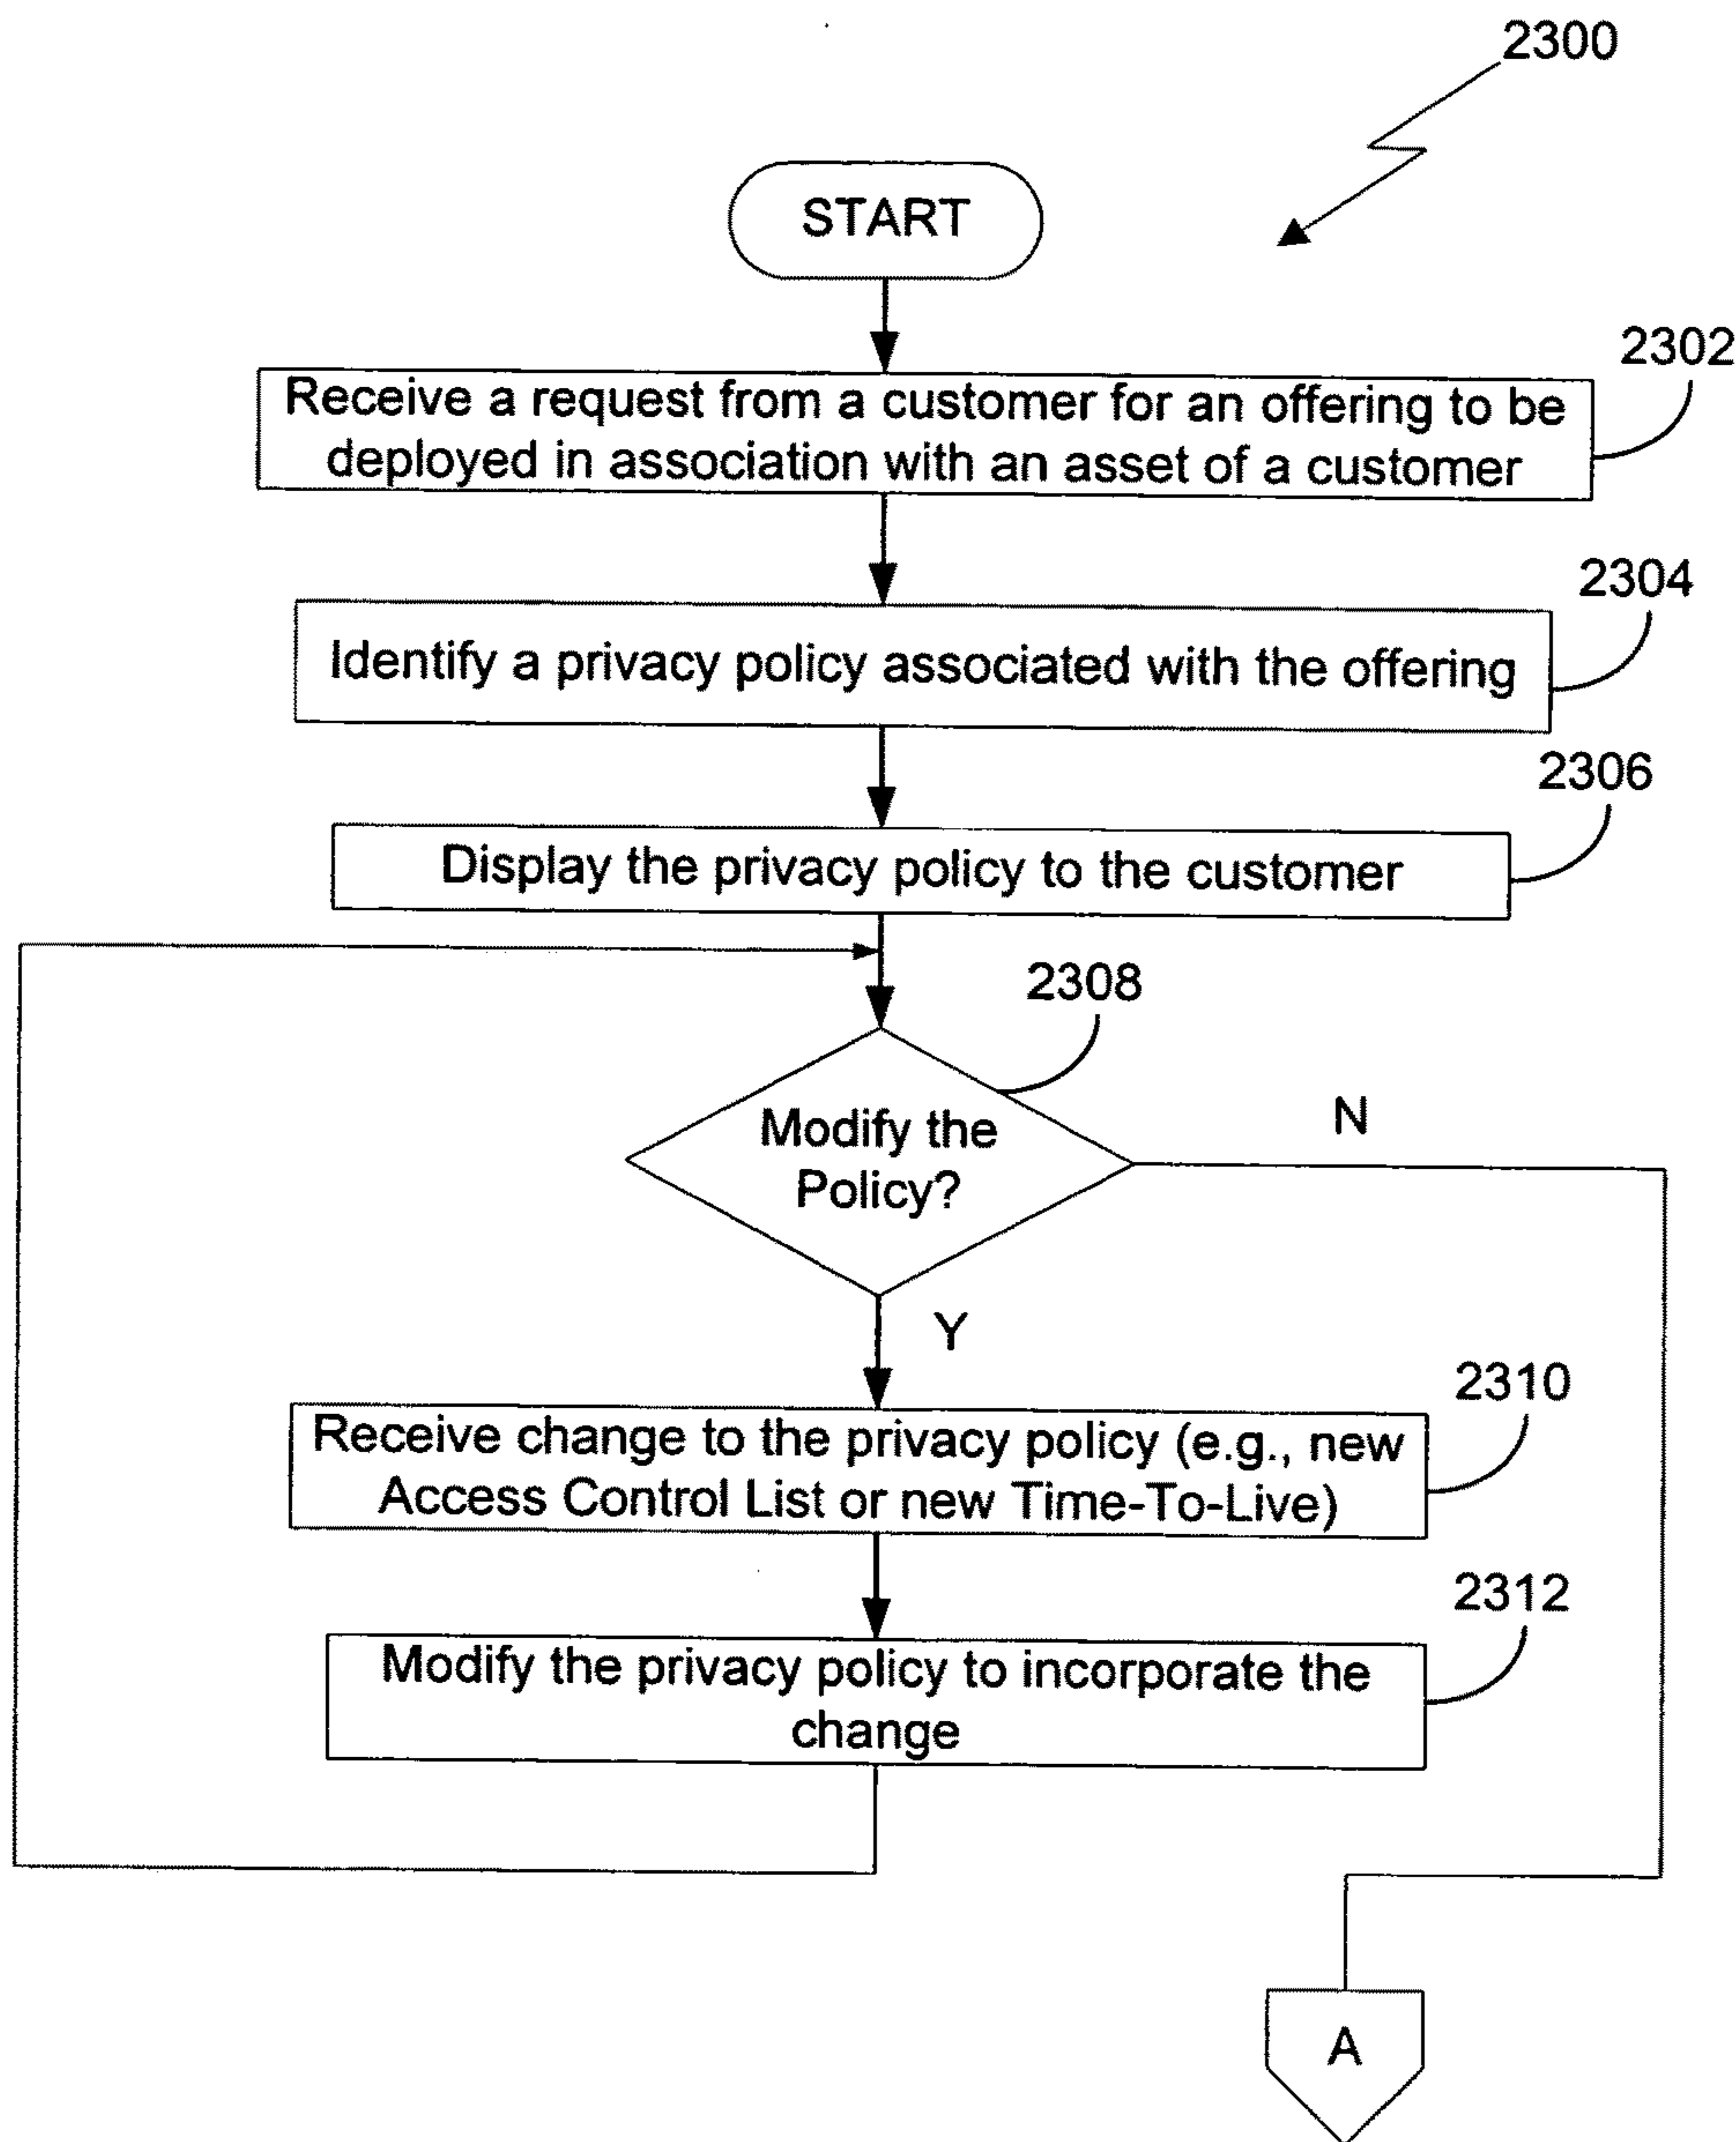 2300
START
2302
Receive a request from a customer for an offering to be
deployed in association with an asset of a customer
2304
Identify a privacy policy associated with the offering
2306
Display the privacy policy to the customer
2308
Modify the
Policy?
N
Y
2310
Receive change to the privacy policy (e.g., new
Access Control List or new Time-To-Live)
2312
Modify the privacy policy to incorporate the
change
A